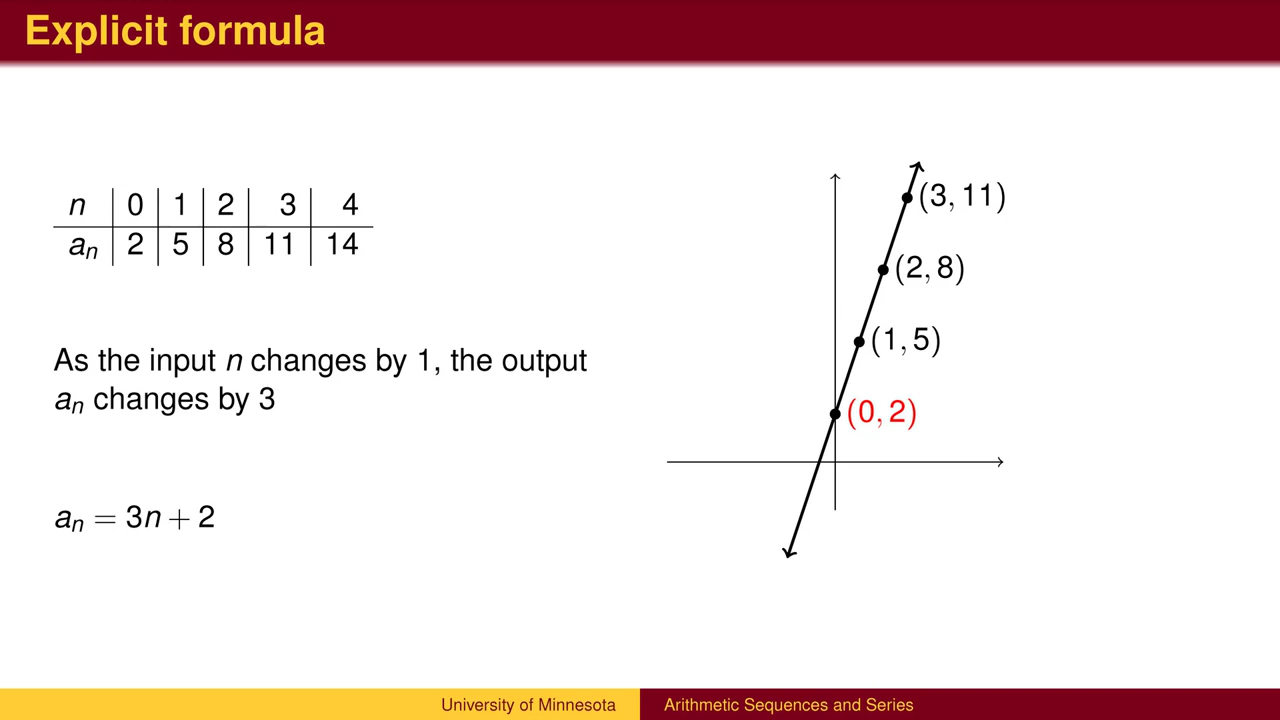 Explicit formula
n 0 1 2 3 4
aₙ 2 5 8 11 14
As the input n changes by 1, the output
aₙ changes by 3
aₙ = 3n + 2
(3, 11)
(2, 8)
(1, 5)
(0, 2)
University of Minnesota
Arithmetic Sequences and Series